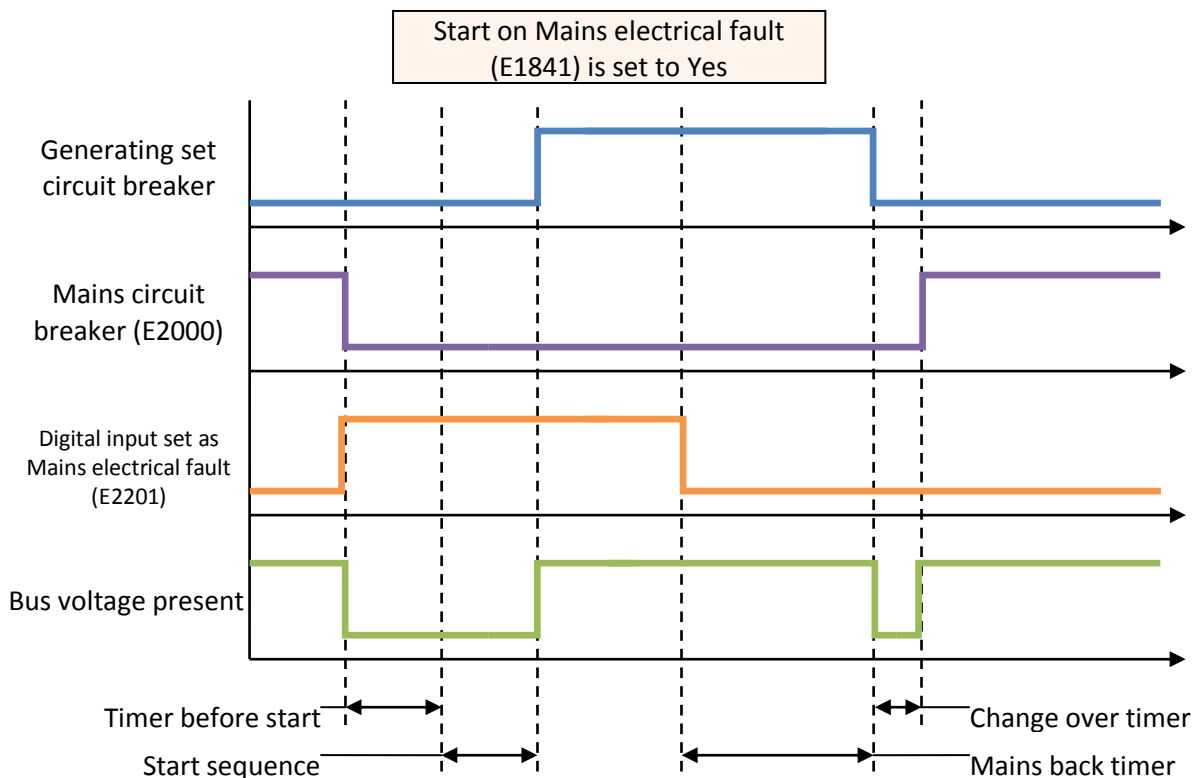 Start on Mains electrical fault
(E1841) is set to Yes
Generating set
circuit breaker
Mains circuit
breaker (E2000)
Digital input set as
Mains electrical fault
(E2201)
Bus voltage present
Timer before start
Change over timer
Start sequence
Mains back timer